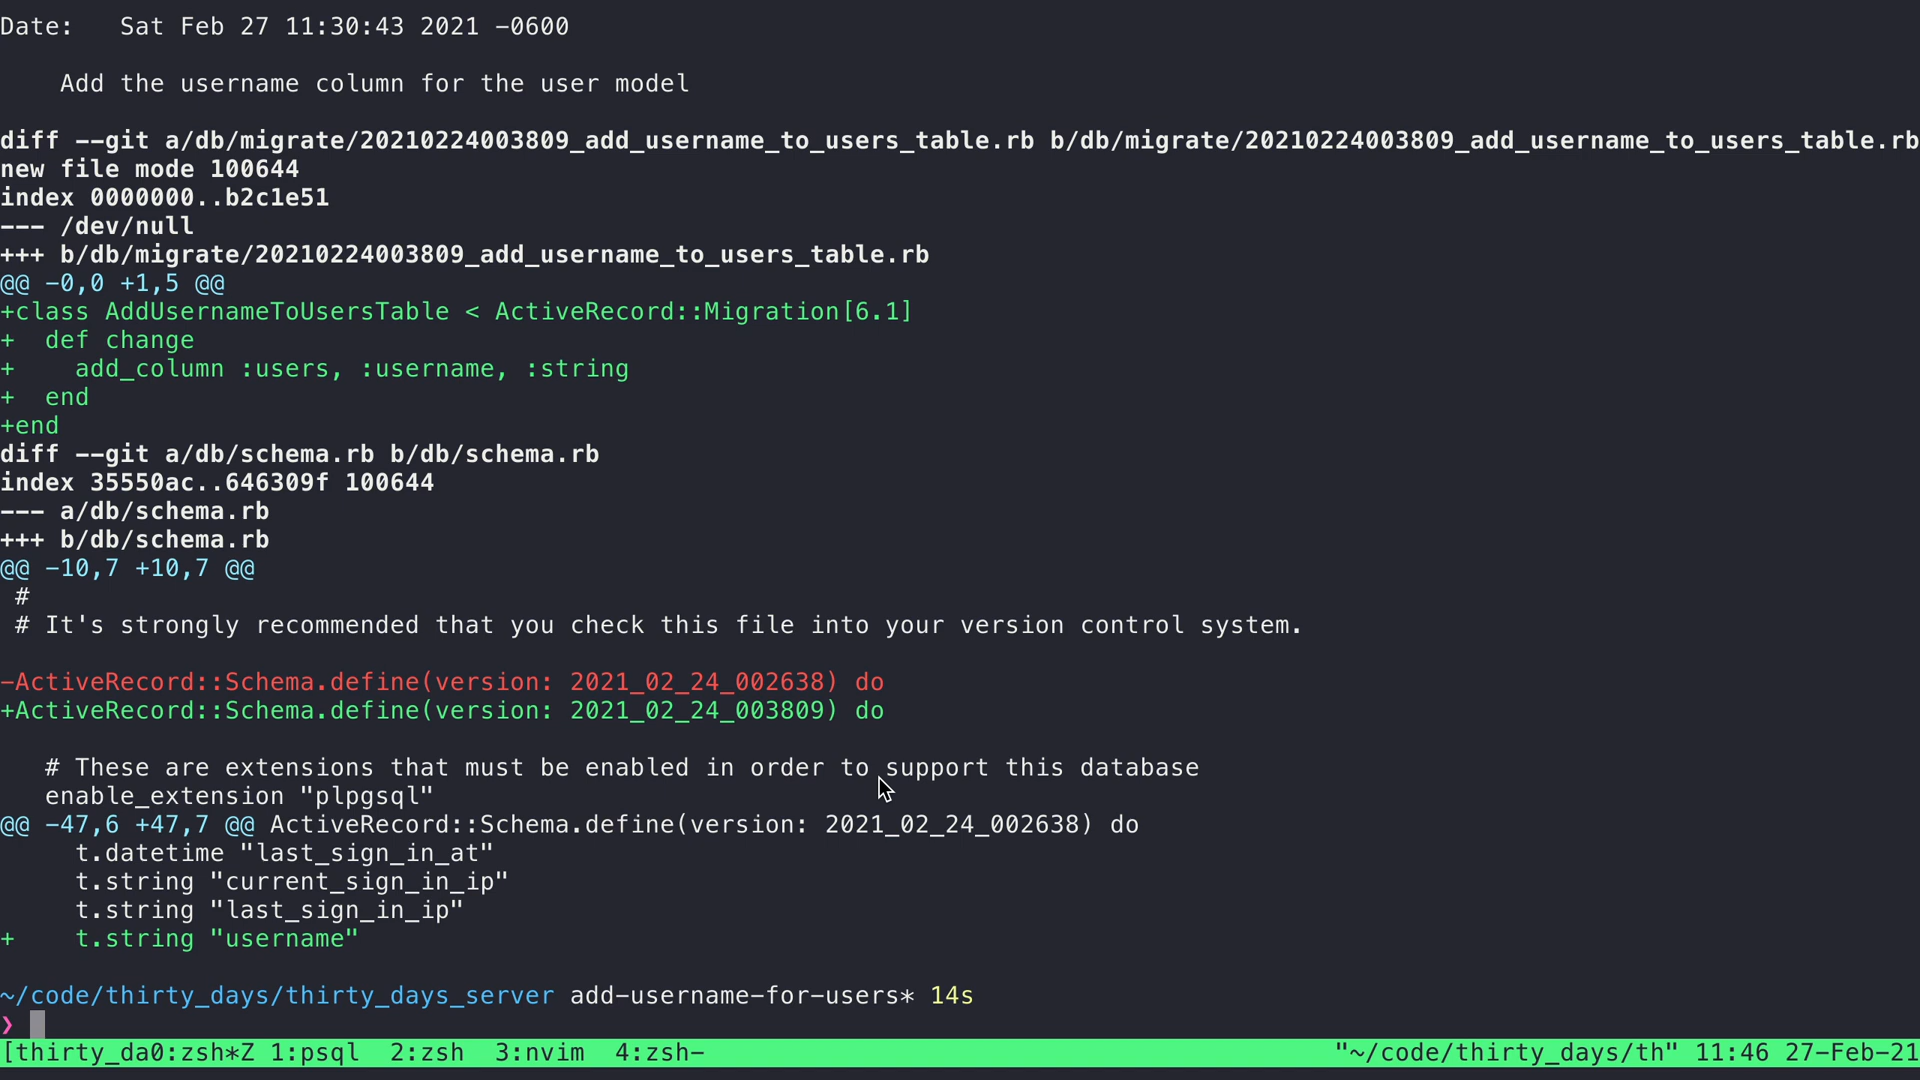 Date:   Sat Feb 27 11:30:43 2021 -0600
    Add the username column for the user model
diff --git a/db/migrate/20210224003809_add_username_to_users_table.rb b/db/migrate/20210224003809_add_username_to_users_table.rb
new file mode 100644
index 0000000..b2c1e51
--- /dev/null
+++ b/db/migrate/20210224003809_add_username_to_users_table.rb
@@ -0,0 +1,5 @@
+class AddUsernameToUsersTable < ActiveRecord::Migration[6.1]
+  def change
+    add_column :users, :username, :string
+  end
+end
diff --git a/db/schema.rb b/db/schema.rb
index 35550ac..646309f 100644
--- a/db/schema.rb
+++ b/db/schema.rb
@@ -10,7 +10,7 @@
 #
 # It's strongly recommended that you check this file into your version control system.
-ActiveRecord::Schema.define(version: 2021_02_24_002638) do
+ActiveRecord::Schema.define(version: 2021_02_24_003809) do
   # These are extensions that must be enabled in order to support this database
   enable_extension "plpgsql"
@@ -47,6 +47,7 @@ ActiveRecord::Schema.define(version: 2021_02_24_002638) do
     t.datetime "last_sign_in_at"
     t.string "current_sign_in_ip"
     t.string "last_sign_in_ip"
+    t.string "username"
~/code/thirty_days/thirty_days_server add-username-for-users* 14s
❯
[thirty_da0:zsh*Z 1:psql  2:zsh  3:nvim  4:zsh-    "~/code/thirty_days/th" 11:46 27-Feb-21